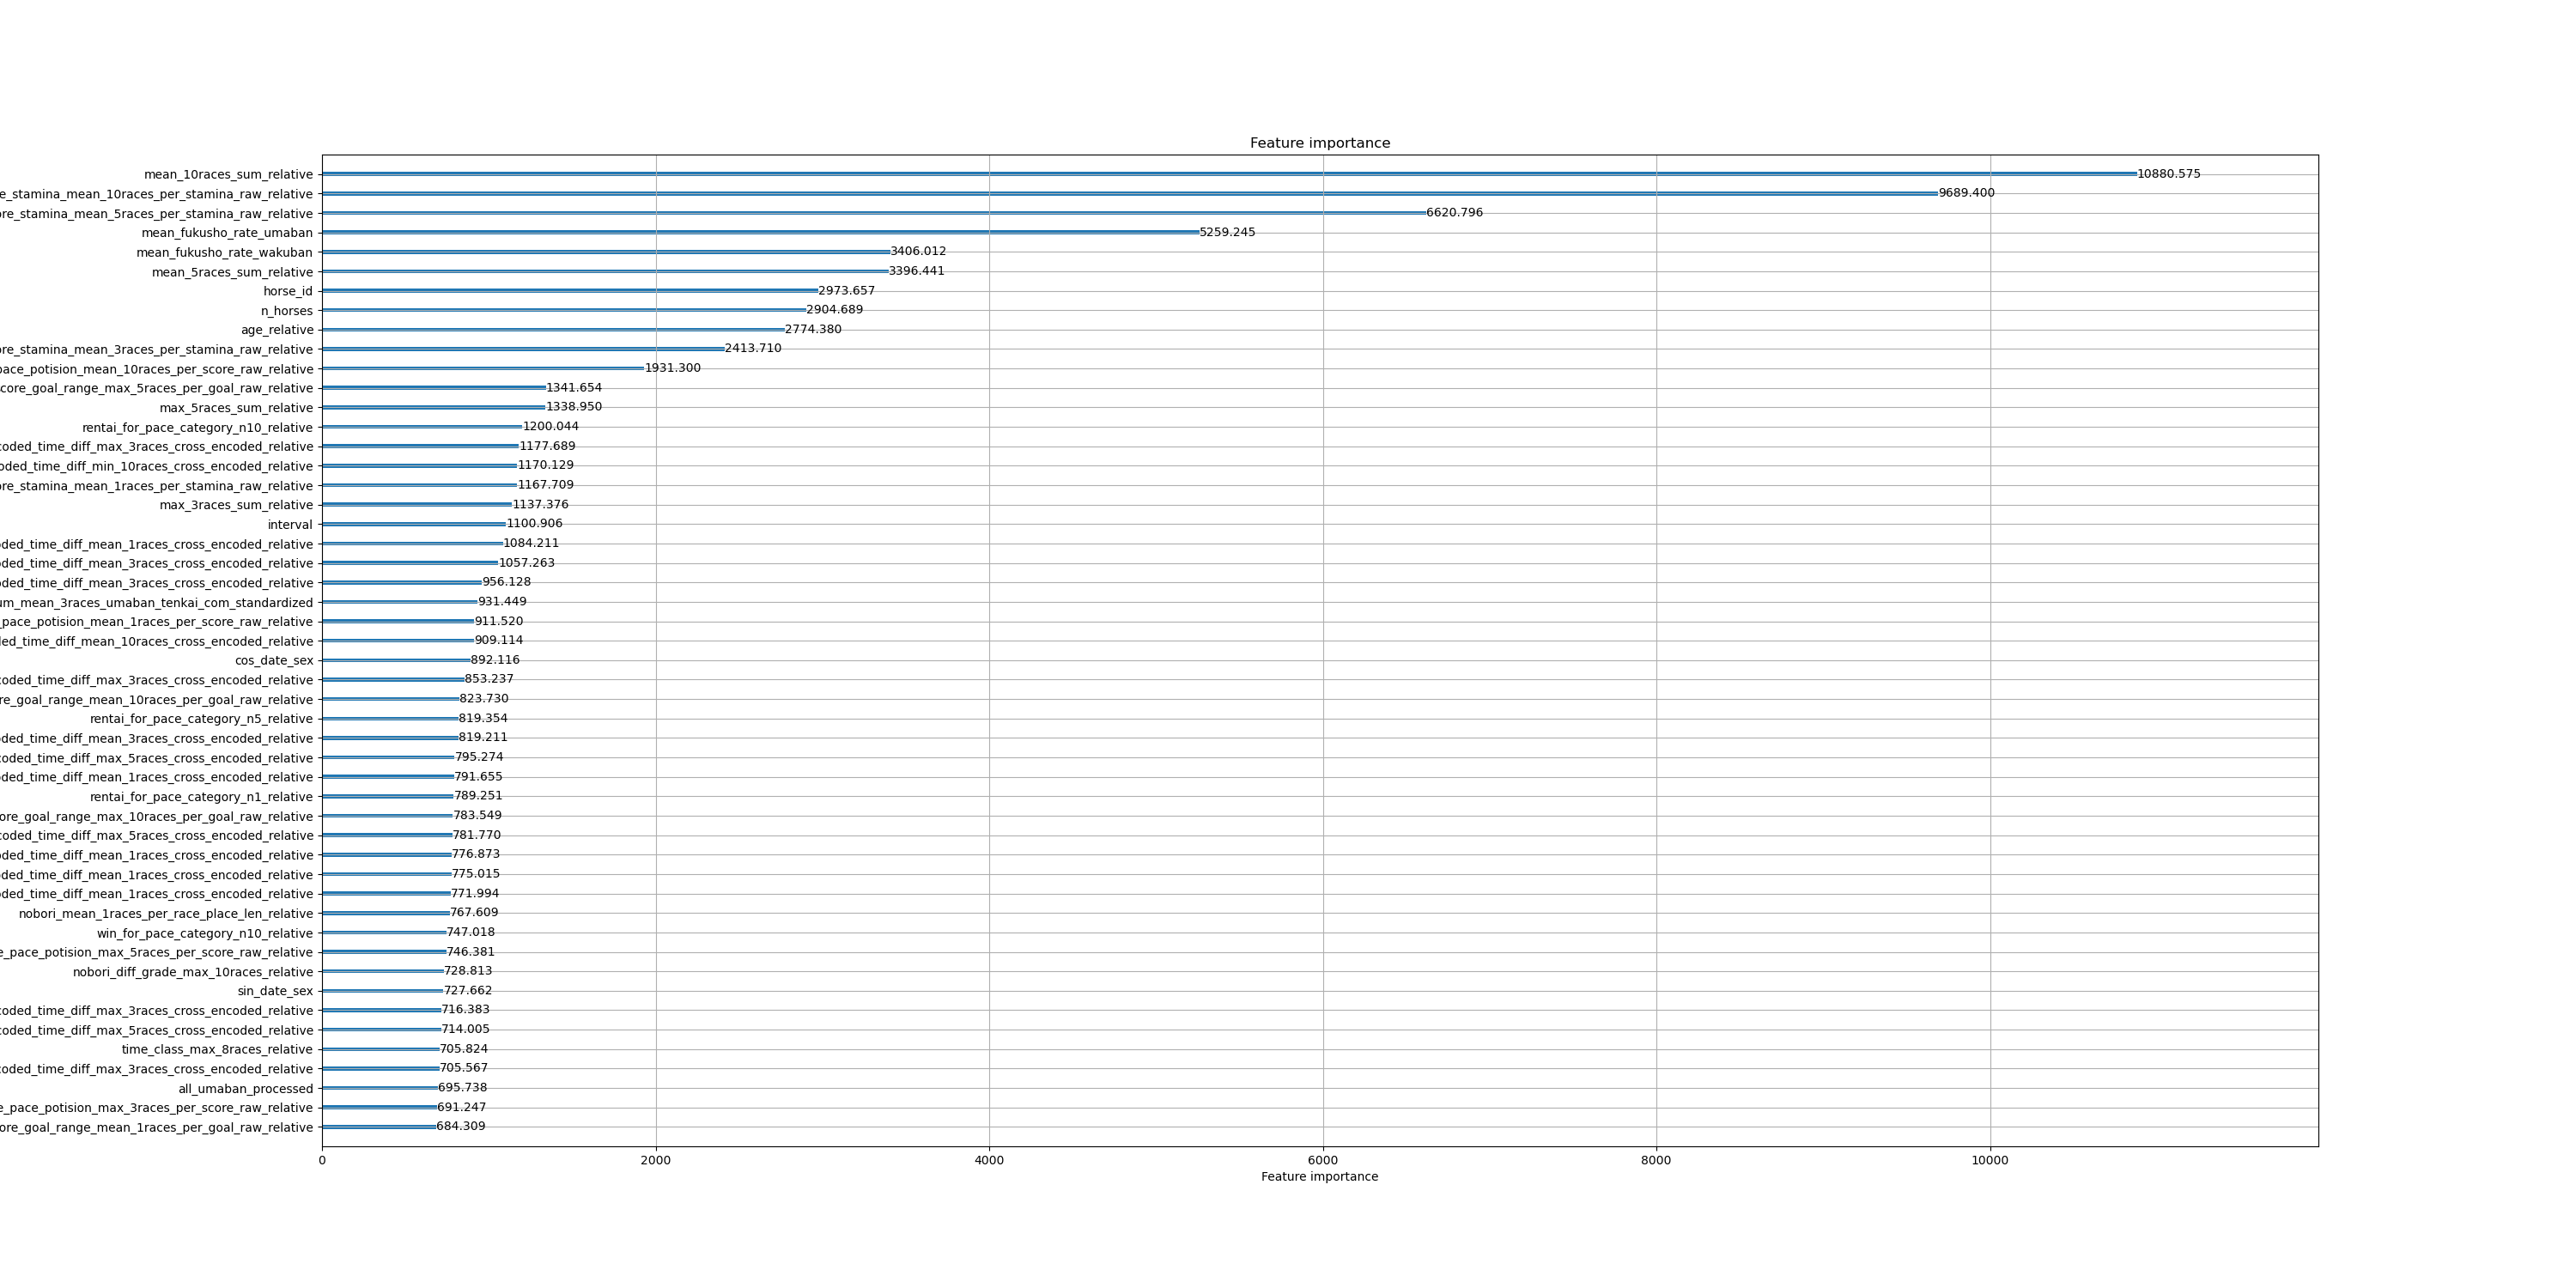 Feature importance
mean_10races_sum_relative 10880.575
e_stamina_mean_10races_per_stamina_raw_relative 9689.400
ore_stamina_mean_5races_per_stamina_raw_relative 6620.796
mean_fukusho_rate_umaban 5259.245
mean_fukusho_rate_wakuban 3406.012
mean_5races_sum_relative 3396.441
horse_id 2973.657
n_horses 2904.689
age_relative 2774.380
ore_stamina_mean_3races_per_stamina_raw_relative 2413.710
pace_potision_mean_10races_per_score_raw_relative 1931.300
core_goal_range_max_5races_per_goal_raw_relative 1341.654
max_5races_sum_relative 1338.950
rentai_for_pace_category_n10_relative 1200.044
coded_time_diff_max_3races_cross_encoded_relative 1177.689
oded_time_diff_min_10races_cross_encoded_relative 1170.129
ore_stamina_mean_1races_per_stamina_raw_relative 1167.709
max_3races_sum_relative 1137.376
interval 1100.906
oded_time_diff_mean_1races_cross_encoded_relative 1084.211
oded_time_diff_mean_3races_cross_encoded_relative 1057.263
oded_time_diff_mean_3races_cross_encoded_relative 956.128
um_mean_3races_umaban_tenkai_com_standardized 931.449
_pace_potision_mean_1races_per_score_raw_relative 911.520
ded_time_diff_mean_10races_cross_encoded_relative 909.114
cos_date_sex 892.116
coded_time_diff_max_3races_cross_encoded_relative 853.237
re_goal_range_mean_10races_per_goal_raw_relative 823.730
rentai_for_pace_category_n5_relative 819.354
oded_time_diff_mean_3races_cross_encoded_relative 819.211
coded_time_diff_max_5races_cross_encoded_relative 795.274
oded_time_diff_mean_1races_cross_encoded_relative 791.655
rentai_for_pace_category_n1_relative 789.251
ore_goal_range_max_10races_per_goal_raw_relative 783.549
coded_time_diff_max_5races_cross_encoded_relative 781.770
oded_time_diff_mean_1races_cross_encoded_relative 776.873
oded_time_diff_mean_1races_cross_encoded_relative 775.015
oded_time_diff_mean_1races_cross_encoded_relative 771.994
nobori_mean_1races_per_race_place_len_relative 767.609
win_for_pace_category_n10_relative 747.018
e_pace_potision_max_5races_per_score_raw_relative 746.381
nobori_diff_grade_max_10races_relative 728.813
sin_date_sex 727.662
coded_time_diff_max_3races_cross_encoded_relative 716.383
coded_time_diff_max_5races_cross_encoded_relative 714.005
time_class_max_8races_relative 705.824
coded_time_diff_max_3races_cross_encoded_relative 705.567
all_umaban_processed 695.738
e_pace_potision_max_3races_per_score_raw_relative 691.247
ore_goal_range_mean_1races_per_goal_raw_relative 684.309
0 2000 4000 6000 8000 10000
Feature importance